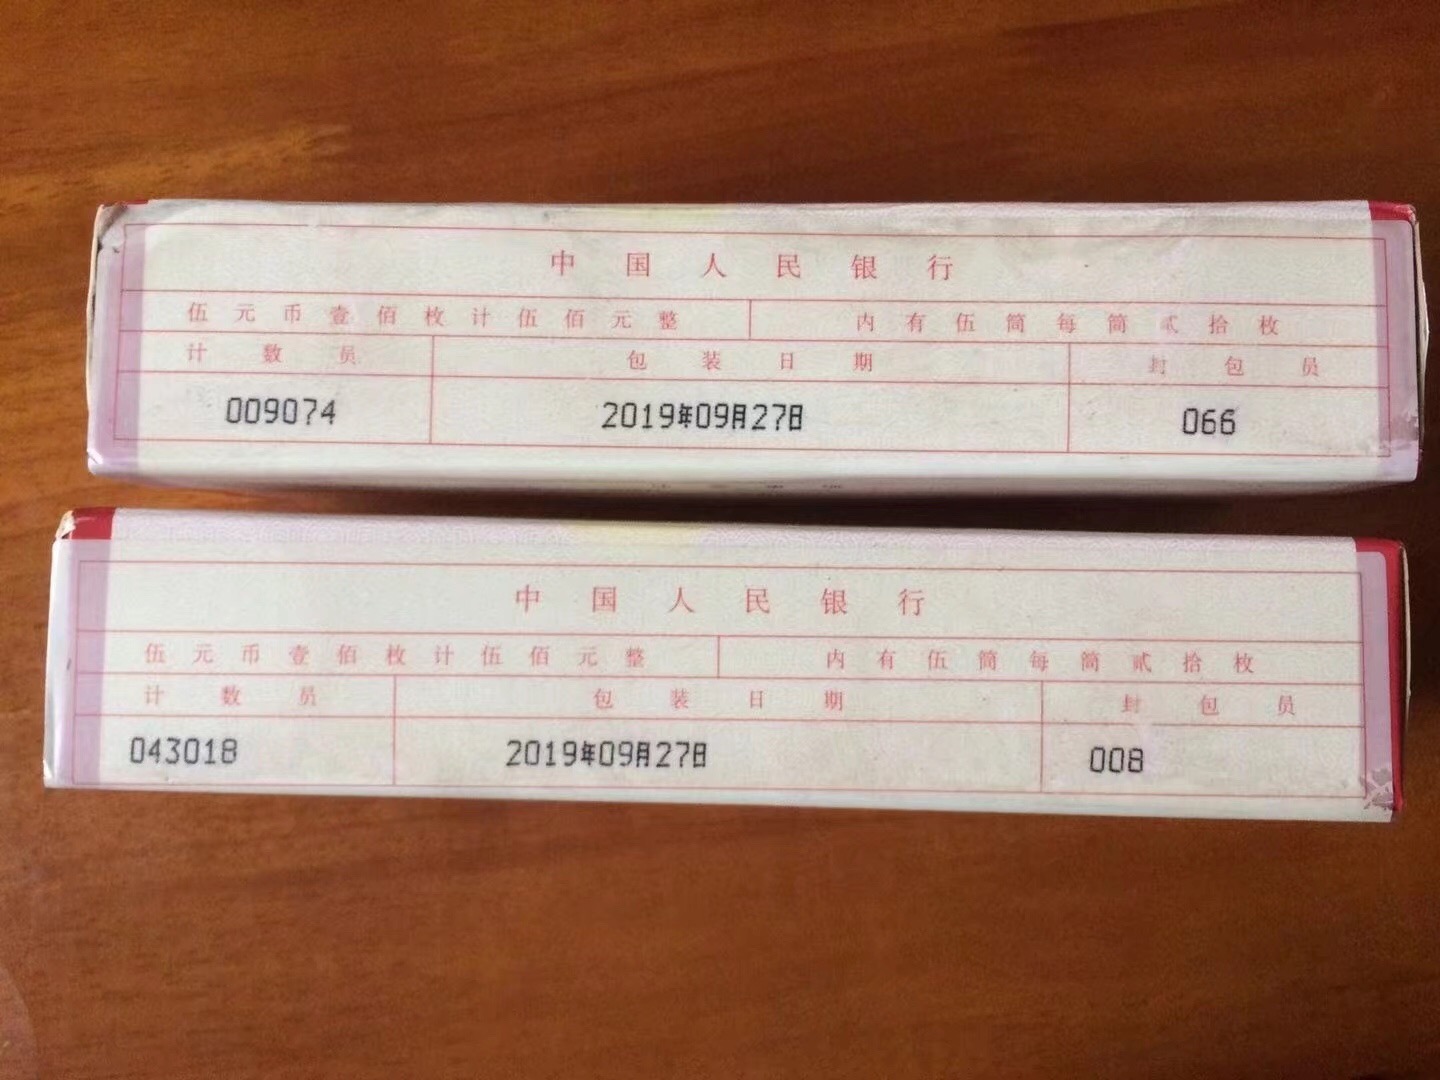 中国人民银行
伍元币壹佰枚计伍佰元整 内有伍筒每筒贰拾枚
计数员 包装日期 封包员
009074 2019年09月27日 066
中国人民银行
伍元币壹佰枚计伍佰元整 内有伍筒每筒贰拾枚
计数员 包装日期 封包员
043018 2019年09月27日 008